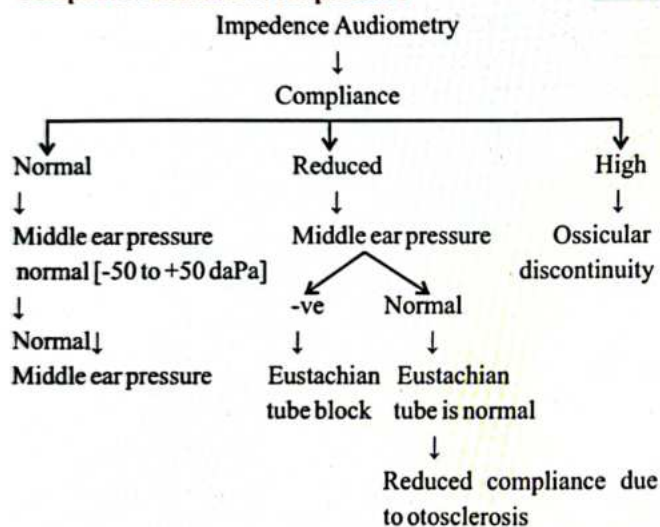 Impedence Audiometry
↓
Compliance
Normal Reduced High
↓ ↓ ↓
Middle ear pressure Middle ear pressure Ossicular
normal [-50 to +50 daPa] discontinuity
-ve Normal
↓
Normal↓ ↓ ↓
Middle ear pressure Eustachian Eustachian
tube block tube is normal
↓
Reduced compliance due
to otosclerosis